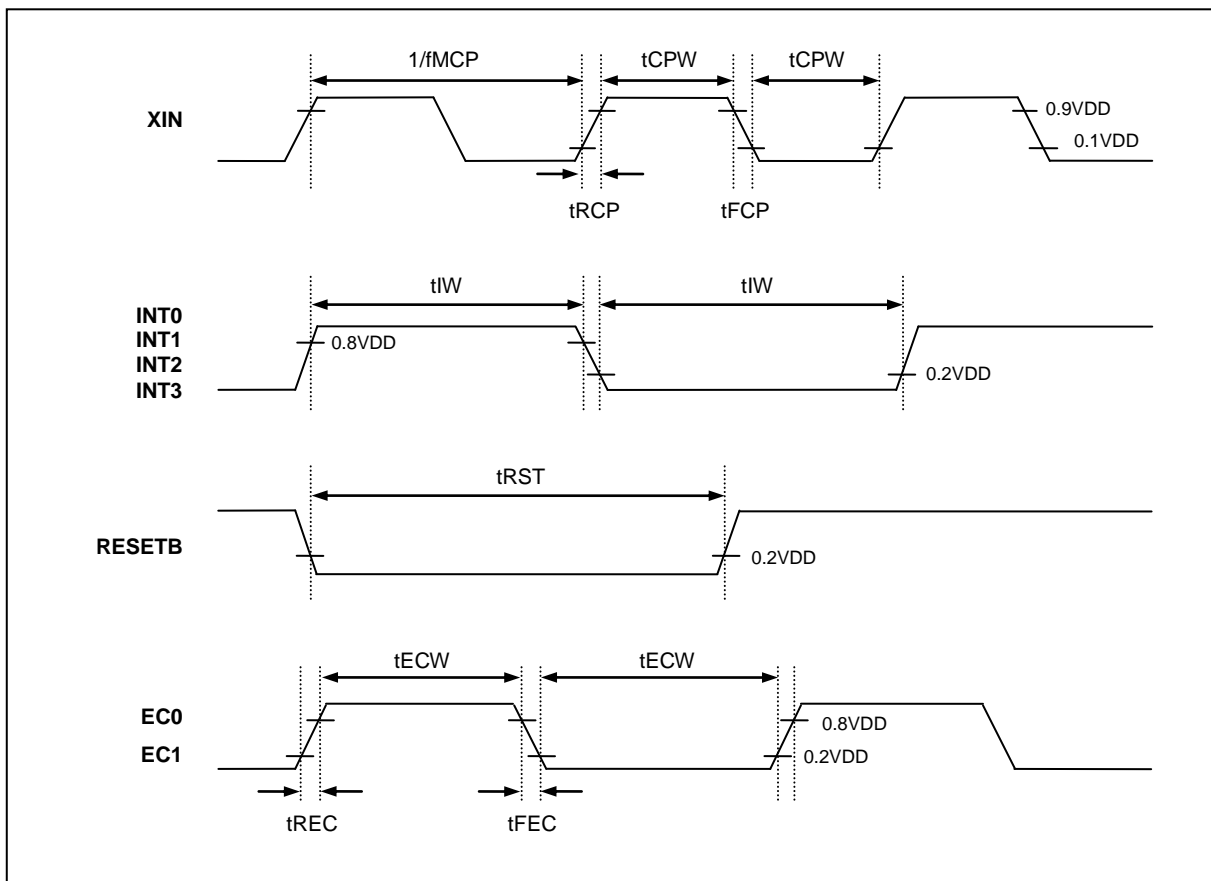 1/fMCP
tCPW
tCPW
XIN
0.9VDD
0.1VDD
tRCP
tFCP
tIW
tIW
INT0
INT1
INT2
INT3
0.8VDD
0.2VDD
tRST
RESETB
0.2VDD
tECW
tECW
EC0
EC1
0.8VDD
0.2VDD
tREC
tFEC